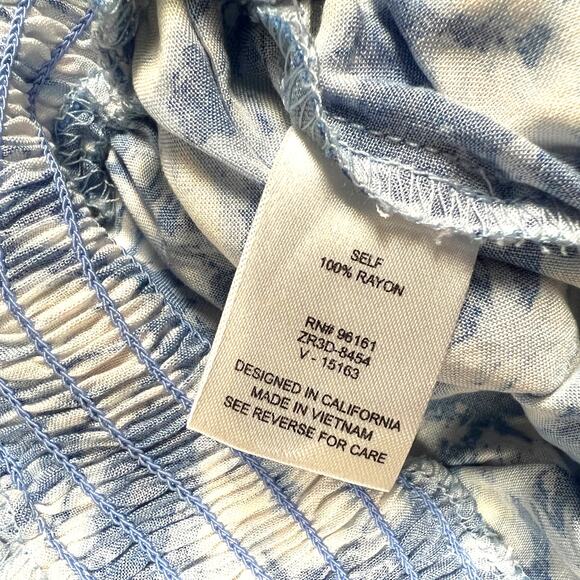 SELF
100% RAYON
RN# 96161
ZR3D-8454
V - 15163
DESIGNED IN CALIFORNIA
MADE IN VIETNAM
SEE REVERSE FOR CARE